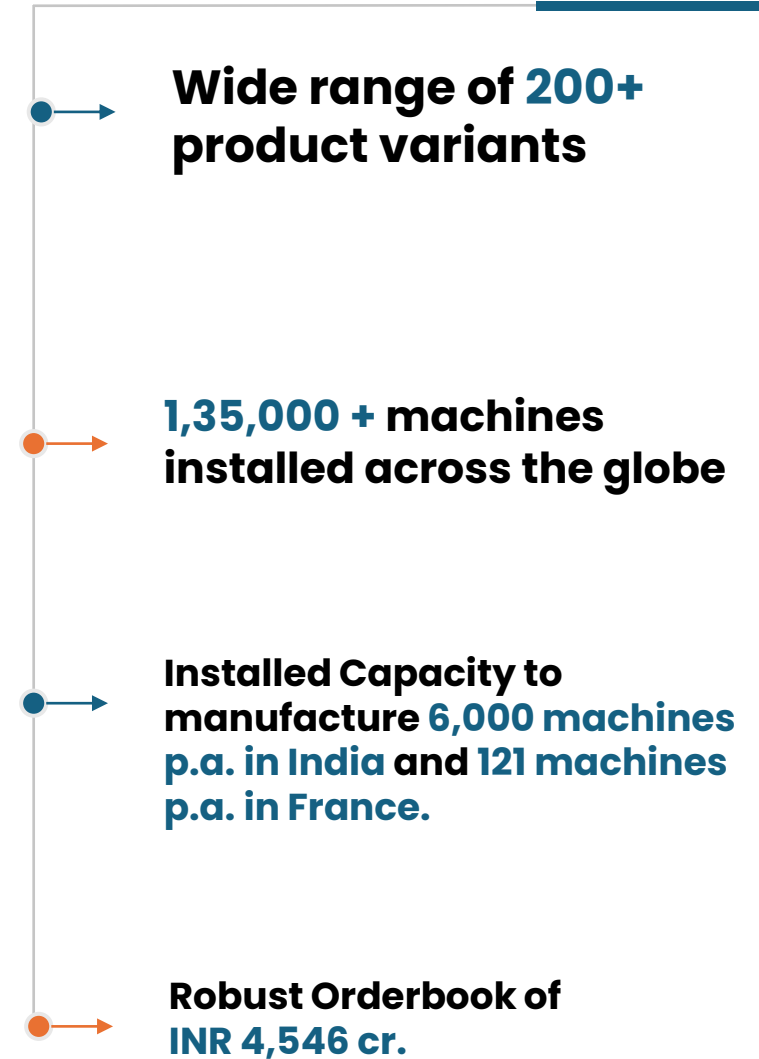 Wide range of 200+
product variants
1,35,000 + machines
installed across the globe
Installed Capacity to
manufacture 6,000 machines
p.a. in India and 121 machines
p.a. in France.
Robust Orderbook of
INR 4,546 cr.